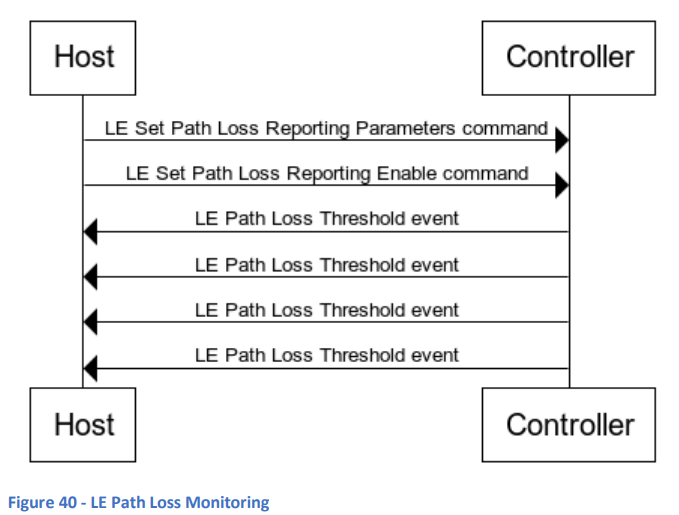 Host
Controller
LE Set Path Loss Reporting Parameters command
LE Set Path Loss Reporting Enable command
LE Path Loss Threshold event
LE Path Loss Threshold event
LE Path Loss Threshold event
LE Path Loss Threshold event
Host
Controller
Figure 40 - LE Path Loss Monitoring